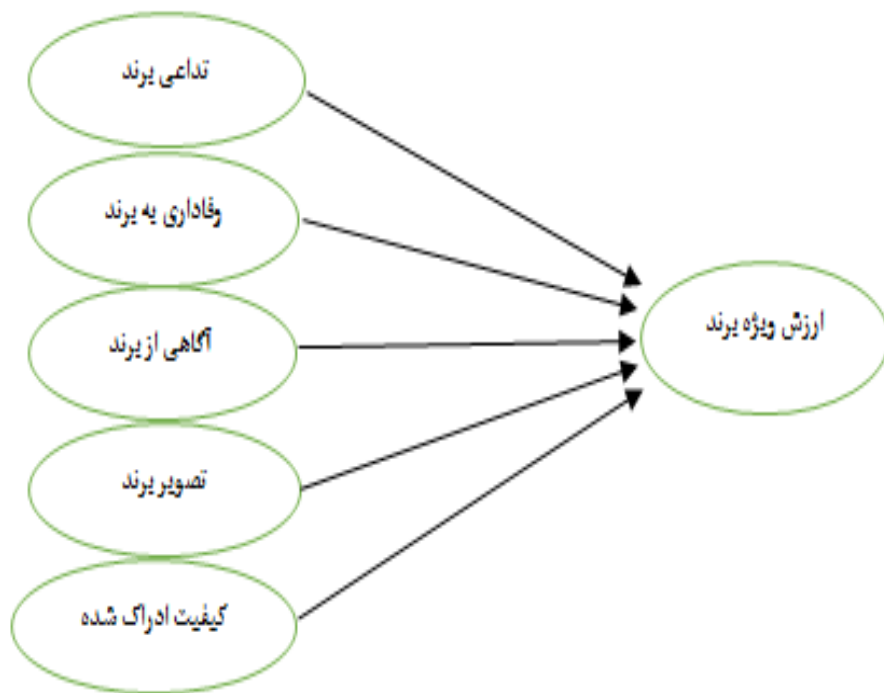 تداعی برند
وفاداری به برند
آگاهی از برند
تصویر برند
کیفیت ادراک شده
ارزش ویژه برند